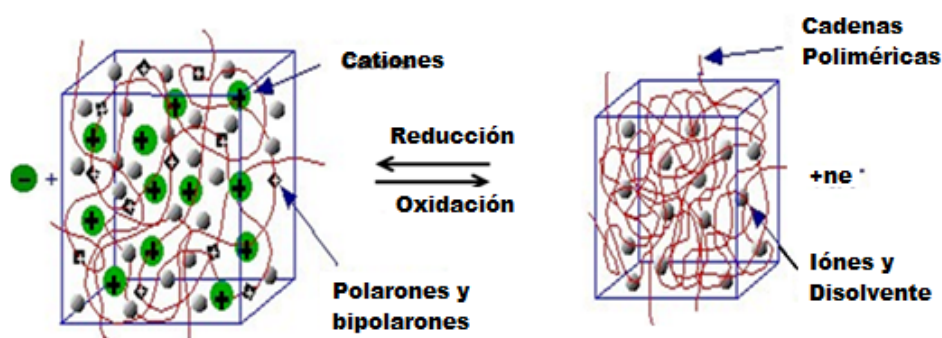 Cationes
Cadenas
Poliméricas
Reducción
Oxidación
+
+ne -
Polarones y
bipolarones
Iónes y
Disolvente